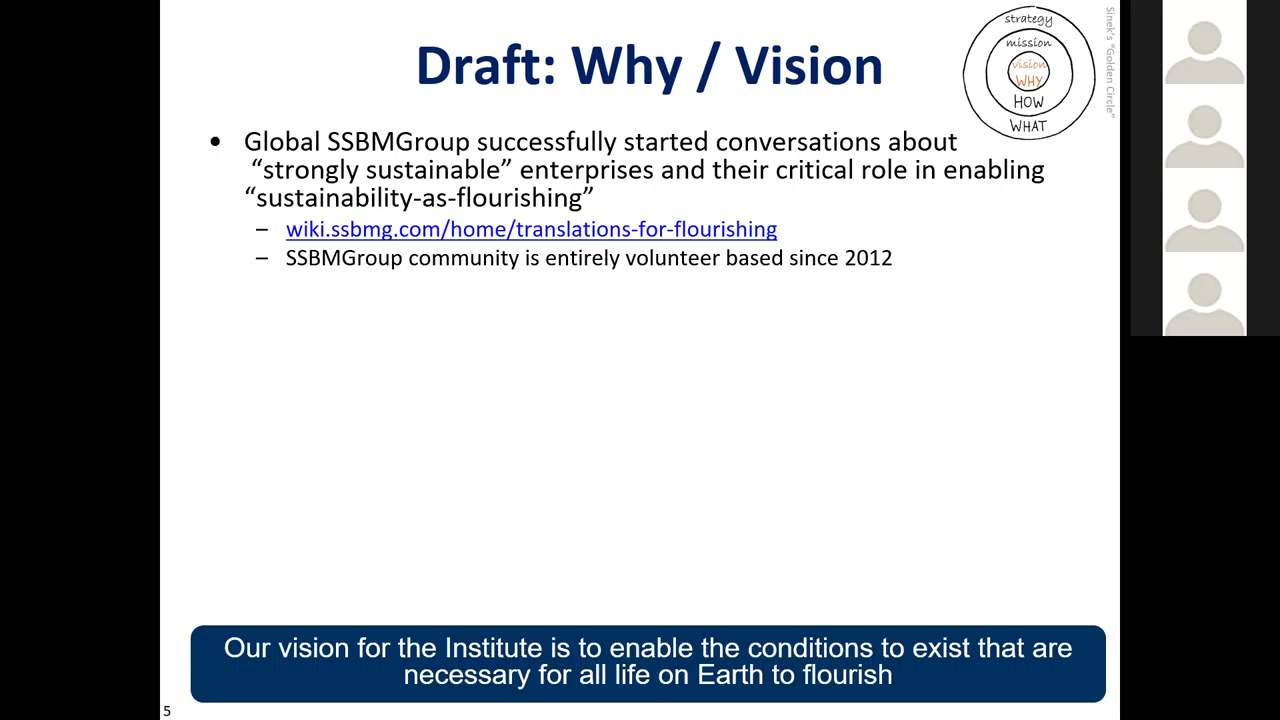 Draft: Why / Vision
strategy
mission
vision
WHY
HOW
WHAT
Sinek's "Golden Circle"
• Global SSBMGroup successfully started conversations about
“strongly sustainable” enterprises and their critical role in enabling
“sustainability-as-flourishing”
– wiki.ssbmg.com/home/translations-for-flourishing
– SSBMGroup community is entirely volunteer based since 2012
Our vision for the Institute is to enable the conditions to exist that are
necessary for all life on Earth to flourish
5